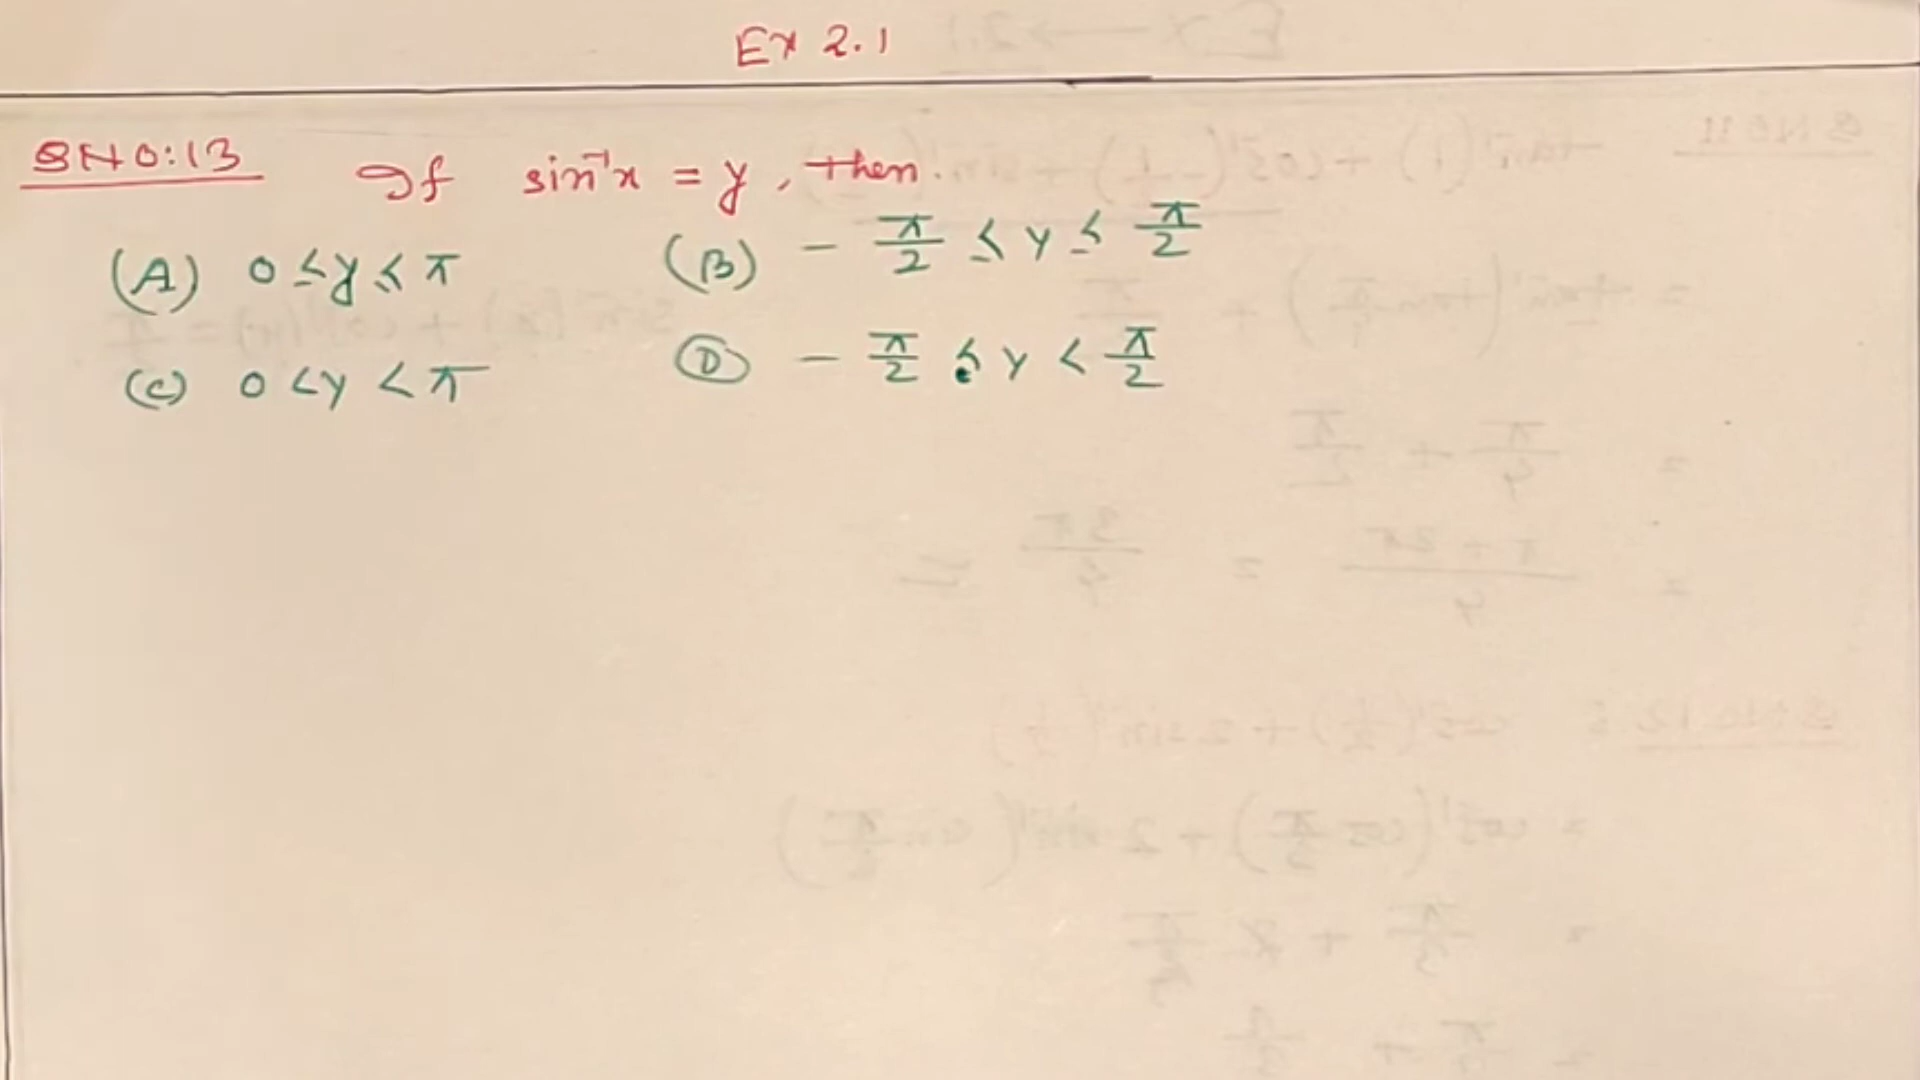 Ex 2.1
QNO:13 If sin⁻¹x = y, then.
(A) 0 ≤ y ≤ π (B) - π/2 ≤ y ≤ π/2
(C) 0 < y < π (D) - π/2 ≤ y < π/2